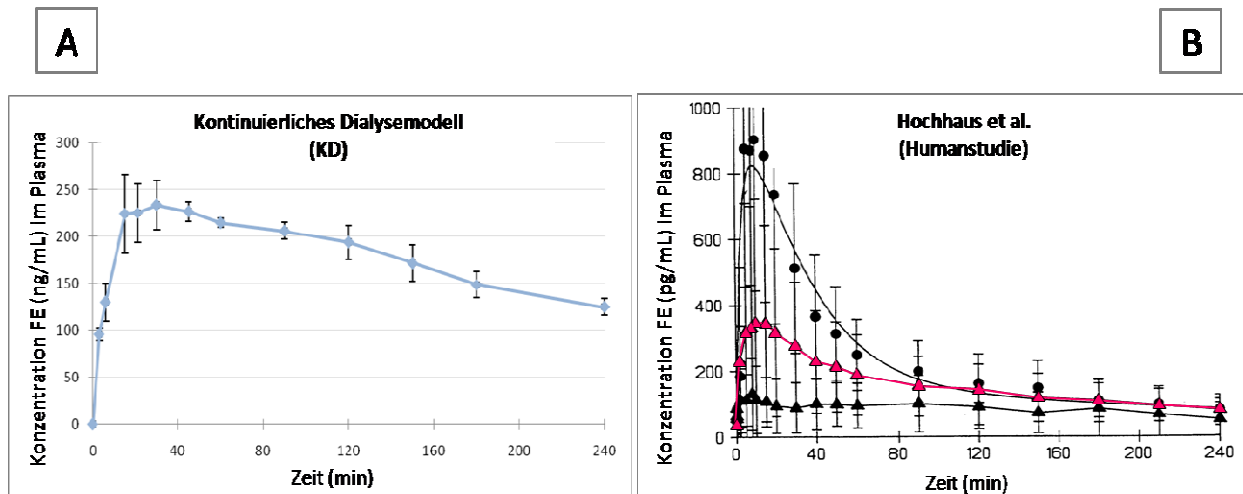 A
B
Kontinuierliches Dialysemodell
(KD)
Konzentration FE (ng/mL) Im Plasma
300
250
200
150
100
50
0
0 40 80 120 160 200 240
Zeit (min)
Hochhaus et al.
(Humanstudie)
Konzentration FE (pg/mL) Im Plasma
1000
800
600
400
200
0
0 40 80 120 160 200 240
Zeit (min)